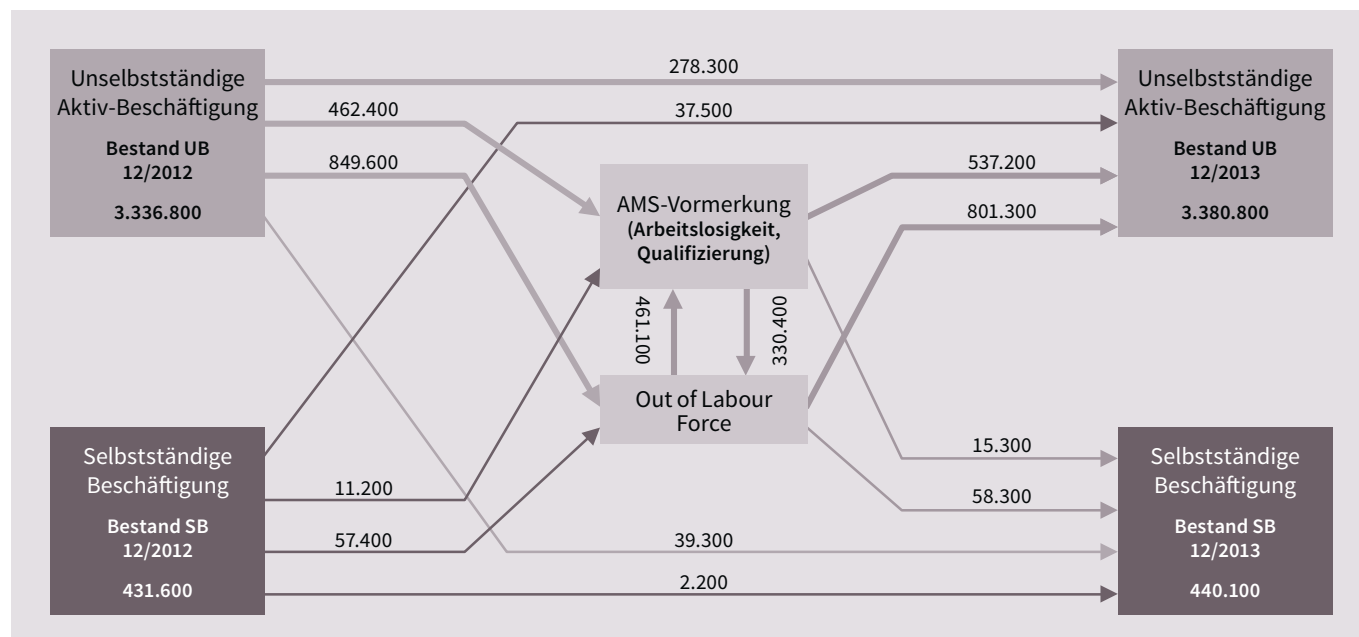 Unselbstständige
Aktiv-Beschäftigung
Bestand UB
12/2012
3.336.800
278.300
462.400
37.500
849.600
Unselbstständige
Aktiv-Beschäftigung
Bestand UB
12/2013
3.380.800
537.200
801.300
AMS-Vormerkung
(Arbeitslosigkeit,
Qualifizierung)
461.100
330.400
Out of Labour
Force
Selbstständige
Beschäftigung
Bestand SB
12/2012
431.600
11.200
57.400
15.300
58.300
39.300
2.200
Selbstständige
Beschäftigung
Bestand SB
12/2013
440.100